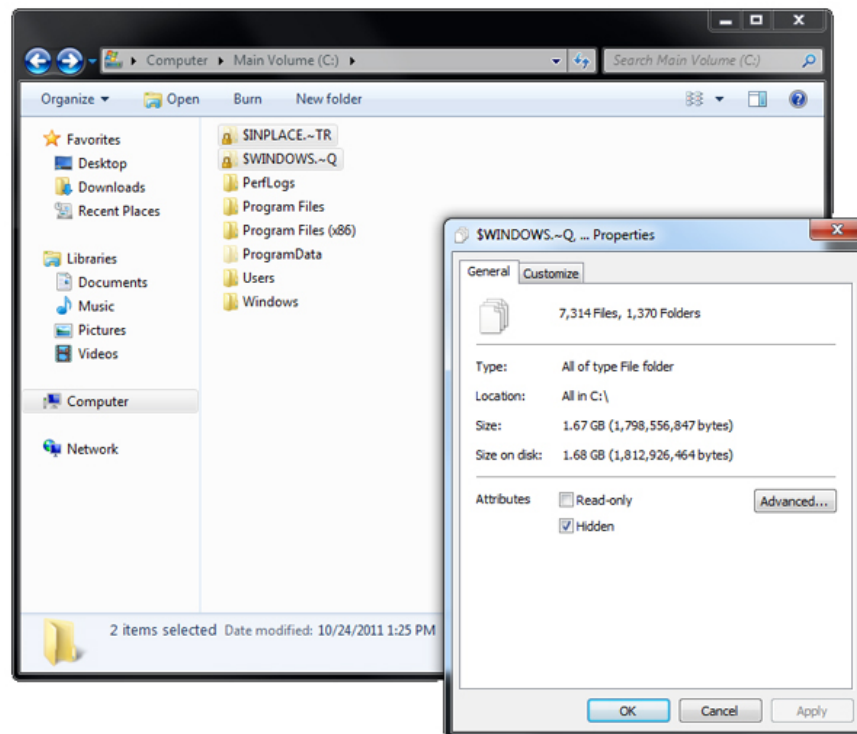 Computer ▸ Main Volume (C:) ▸
Search Main Volume (C:)
Organize ▾ Open Burn New folder
Favorites
Desktop
Downloads
Recent Places
Libraries
Documents
Music
Pictures
Videos
Computer
Network
$INPLACE.~TR
$WINDOWS.~Q
PerfLogs
Program Files
Program Files (x86)
ProgramData
Users
Windows
2 items selected Date modified: 10/24/2011 1:25 PM
$WINDOWS.~Q, ... Properties
General Customize
7,314 Files, 1,370 Folders
Type: All of type File folder
Location: All in C:\
Size: 1.67 GB (1,798,556,847 bytes)
Size on disk: 1.68 GB (1,812,926,464 bytes)
Attributes Read-only Advanced...
Hidden
OK Cancel Apply